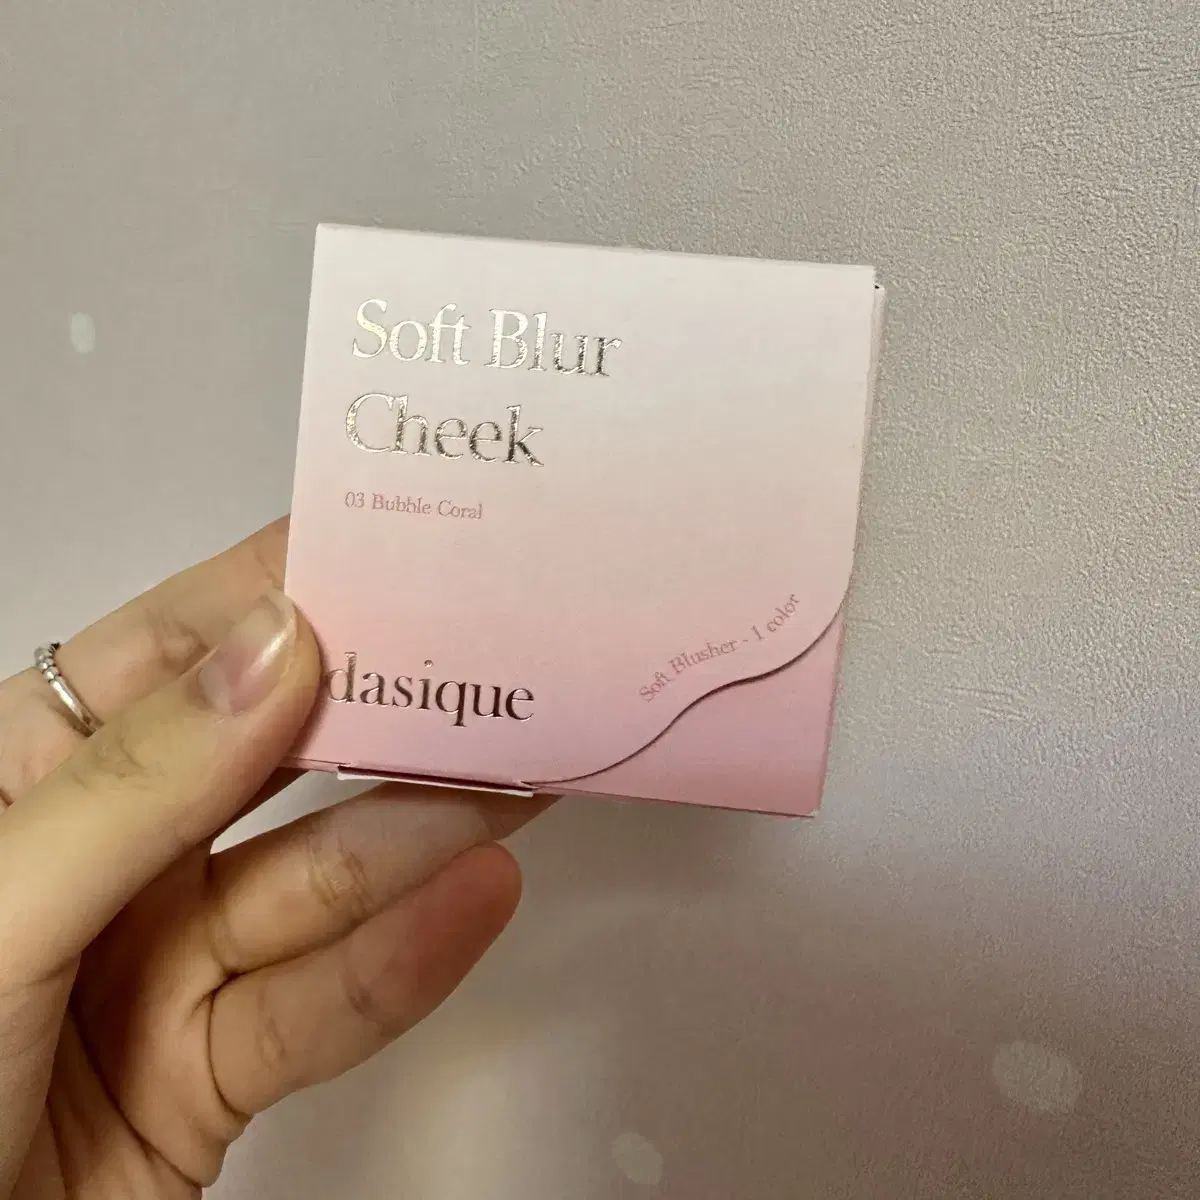 Soft Blur
Cheek
03 Bubble Coral
Soft Blusher - 1 color
dasique